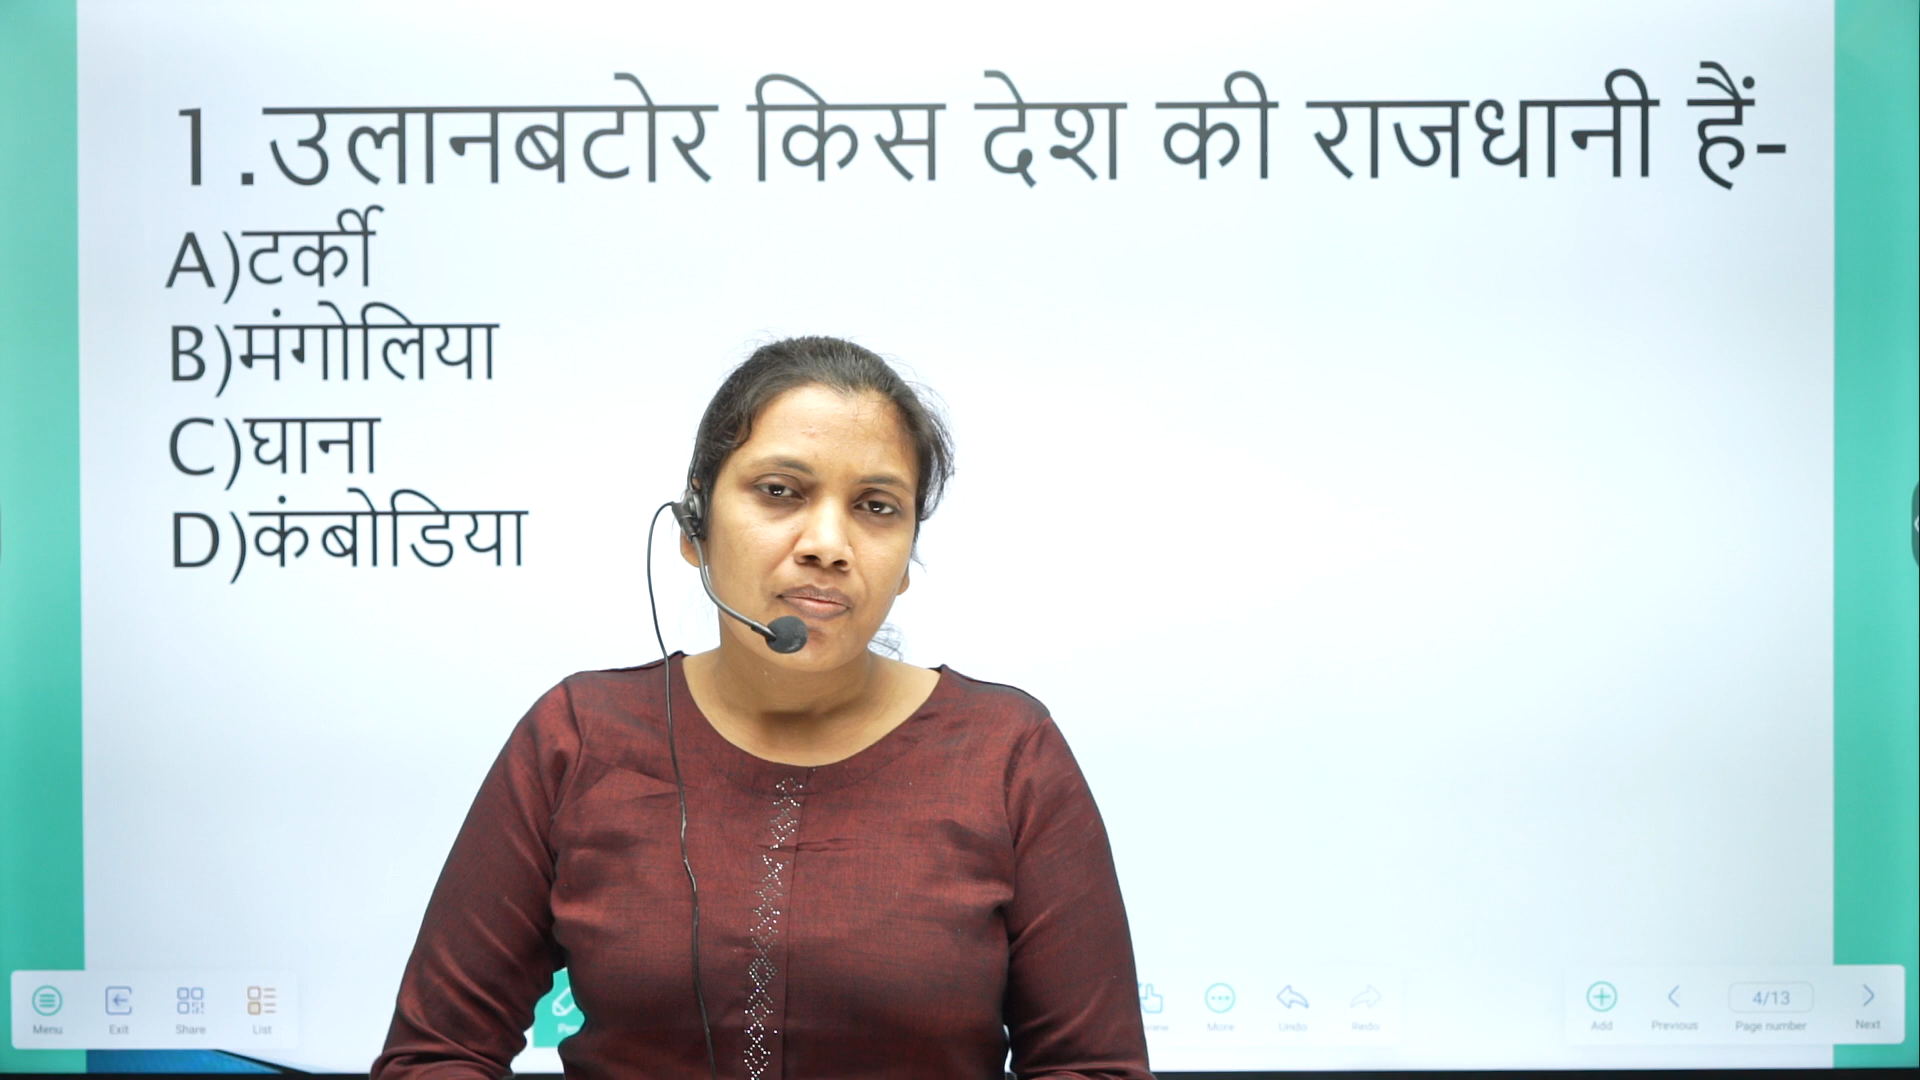 1.उलानबटोर किस देश की राजधानी हैं-
A)टर्की
B)मंगोलिया
C)घाना
D)कंबोडिया
Menu Exit Share List More Undo Redo Add Previous 4/13 Page number Next